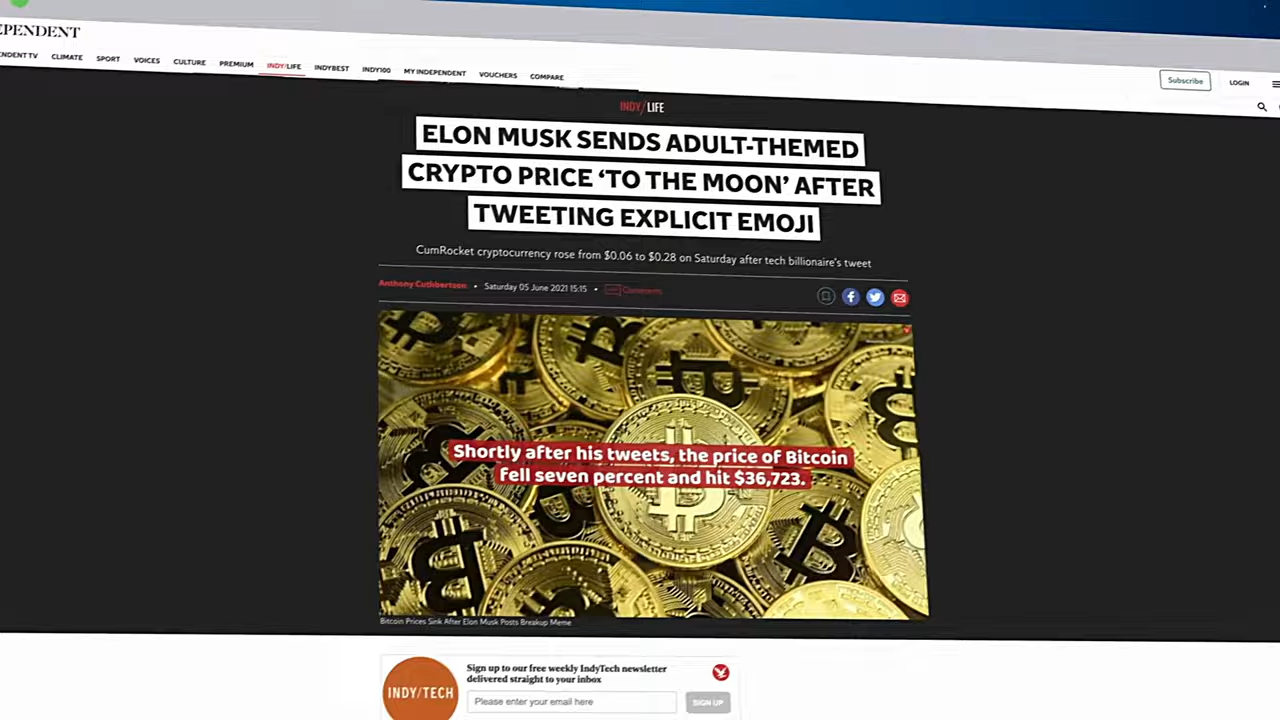 EPENDENT
NDENT TV CLIMATE SPORT VOICES CULTURE PREMIUM INDY/LIFE INDYBEST INDY100 MY INDEPENDENT VOUCHERS COMPARE
Subscribe
LOGIN
INDY/LIFE
ELON MUSK SENDS ADULT-THEMED
CRYPTO PRICE ‘TO THE MOON’ AFTER
TWEETING EXPLICIT EMOJI
CumRocket cryptocurrency rose from $0.06 to $0.28 on Saturday after tech billionaire's tweet
Anthony Cuthbertson • Saturday 05 June 2021 15:15 • Comments
Shortly after his tweets, the price of Bitcoin
fell seven percent and hit $36,723.
Bitcoin Prices Sink After Elon Musk Posts Breakup Meme
INDY/TECH
Sign up to our free weekly IndyTech newsletter
delivered straight to your inbox
Please enter your email here
SIGN UP